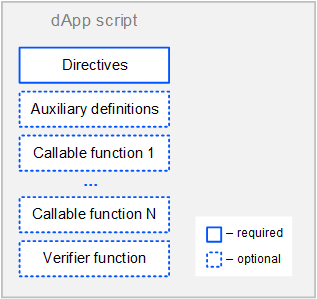 dApp script
Directives
Auxiliary definitions
Callable function 1
...
Callable function N
Verifier function
– required
– optional